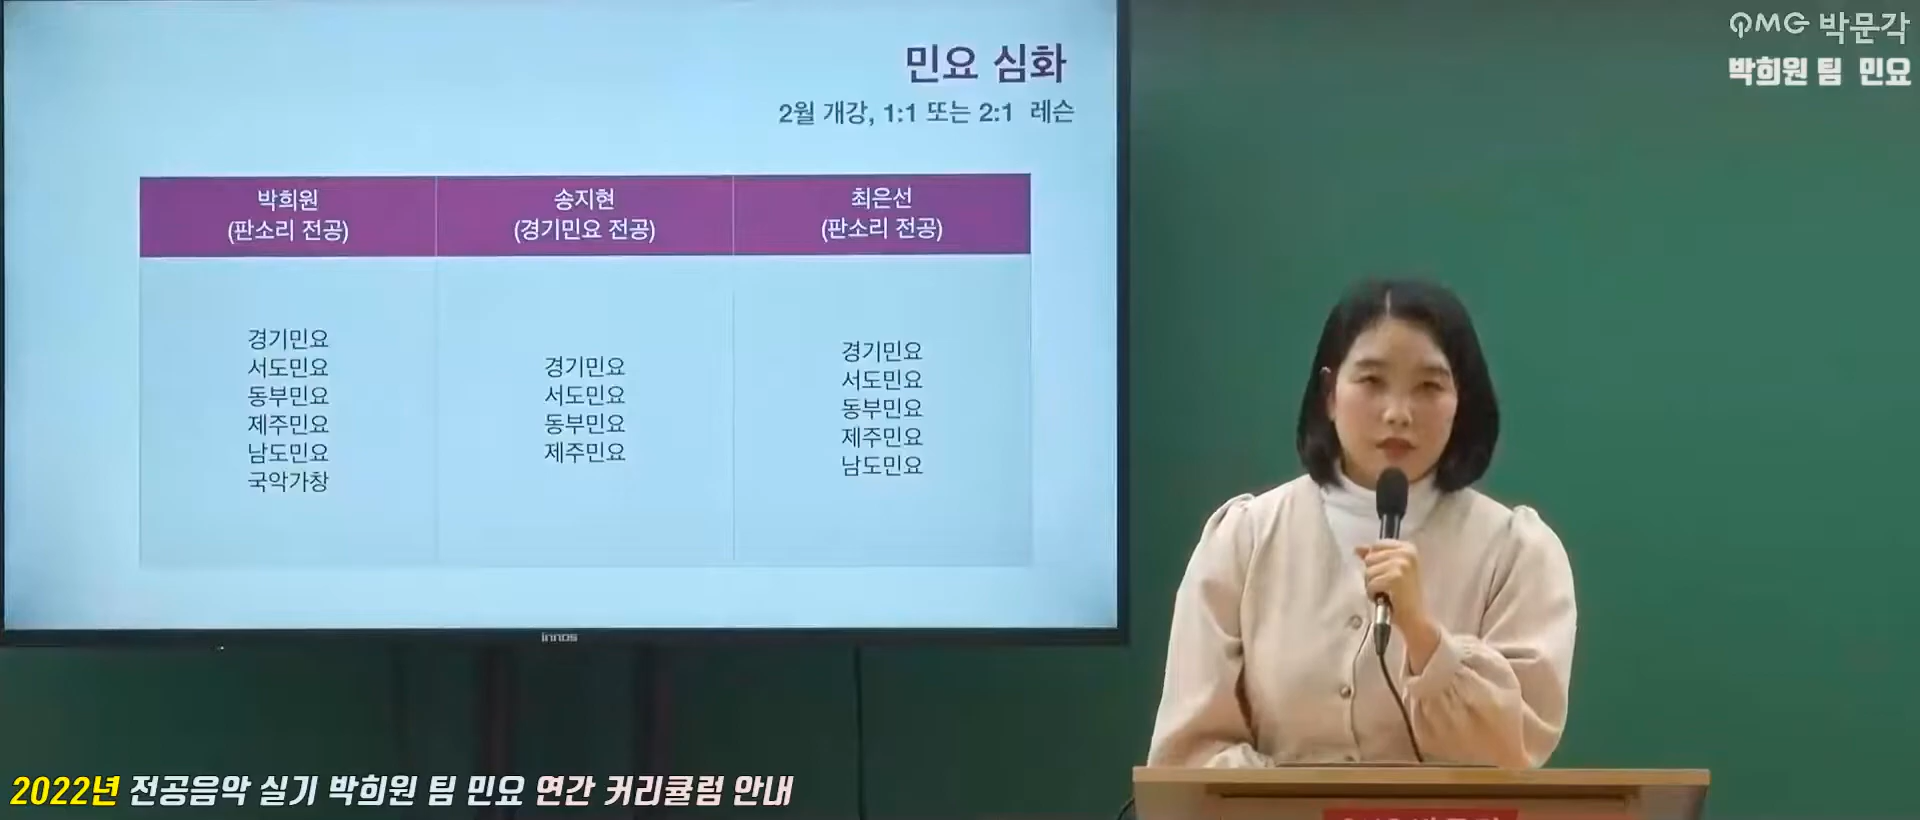 민요 심화
2월 개강, 1:1 또는 2:1 레슨
박희원
(판소리 전공)
송지현
(경기민요 전공)
최은선
(판소리 전공)
경기민요
서도민요
동부민요
제주민요
남도민요
국악가창
경기민요
서도민요
동부민요
제주민요
경기민요
서도민요
동부민요
제주민요
남도민요
innos
PMG 박문각
박희원 팀 민요
2022년 전공음악 실기 박희원 팀 민요 연간 커리큘럼 안내